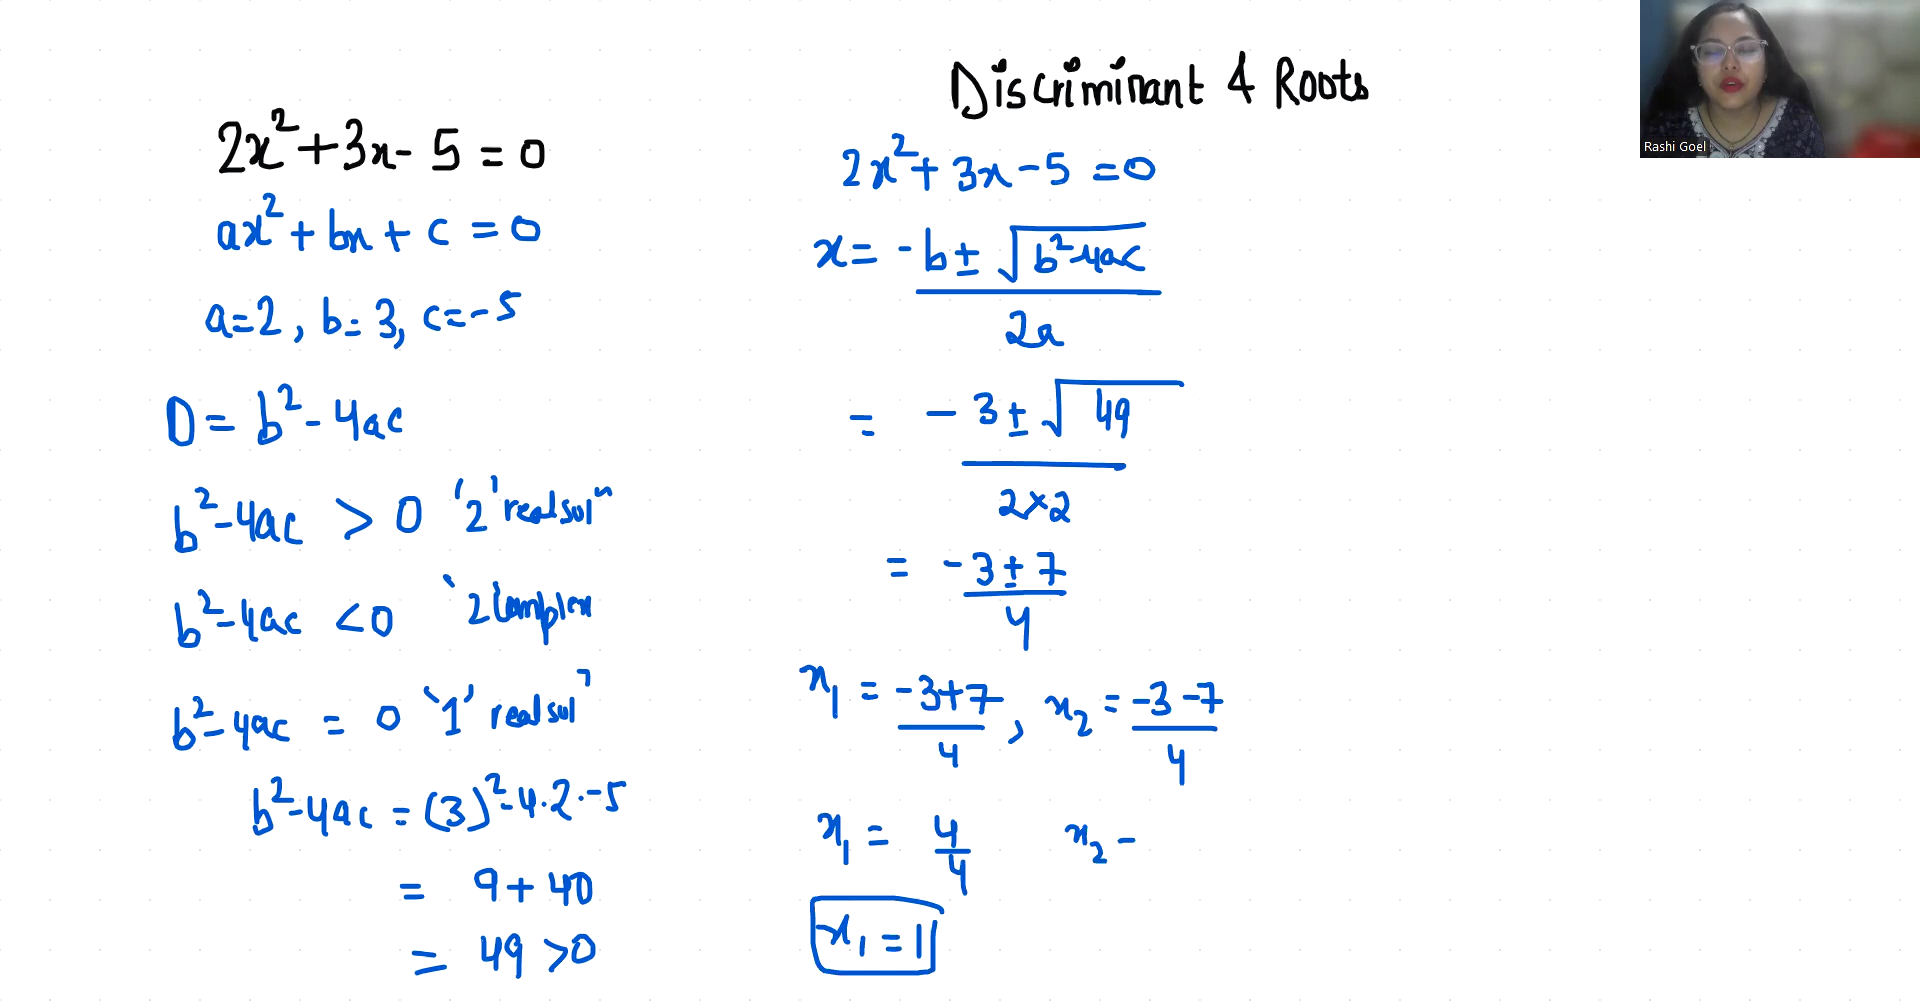 Discriminant & Roots
2x² + 3x - 5 = 0
ax² + bx + c = 0
a = 2, b = 3, c = -5
D = b² - 4ac
b² - 4ac > 0 '2' real solⁿ
b² - 4ac < 0 '2 Complex
b² - 4ac = 0 '1' real sol'
b² - 4ac = (3)² - 4·2·-5
= 9 + 40
= 49 > 0
2x² + 3x - 5 = 0
x = -b ± √(b² - 4ac) / 2a
= -3 ± √49 / 2×2
= -3 ± 7 / 4
x₁ = -3+7 / 4, x₂ = -3-7 / 4
x₁ = 4/4 x₂ -
x₁ = 1
Rashi Goel